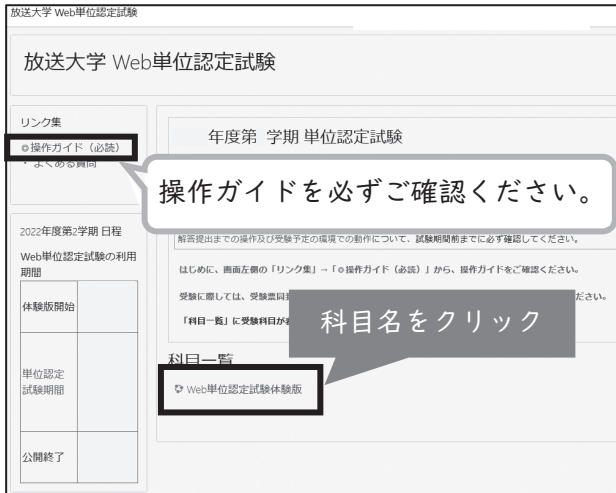 放送大学 Web単位認定試験
放送大学 Web単位認定試験
リンク集
操作ガイド（必読）
・よくある質問
2022年度第2学期 日程
Web単位認定試験の利用
期間
体験版開始
単位認定
試験期間
公開終了
年度第 学期 単位認定試験
操作ガイドを必ずご確認ください。
解答提出までの操作及び受験予定の環境での動作について、試験期間前までに必ず確認してください。
はじめに、画面左側の「リンク集」→「操作ガイド（必読）」から、操作ガイドをご確認ください。
受験に際しては、受験票同
ださい。
「科目一覧」に受験科目が
科目名をクリック
科目一覧
Web単位認定試験体験版